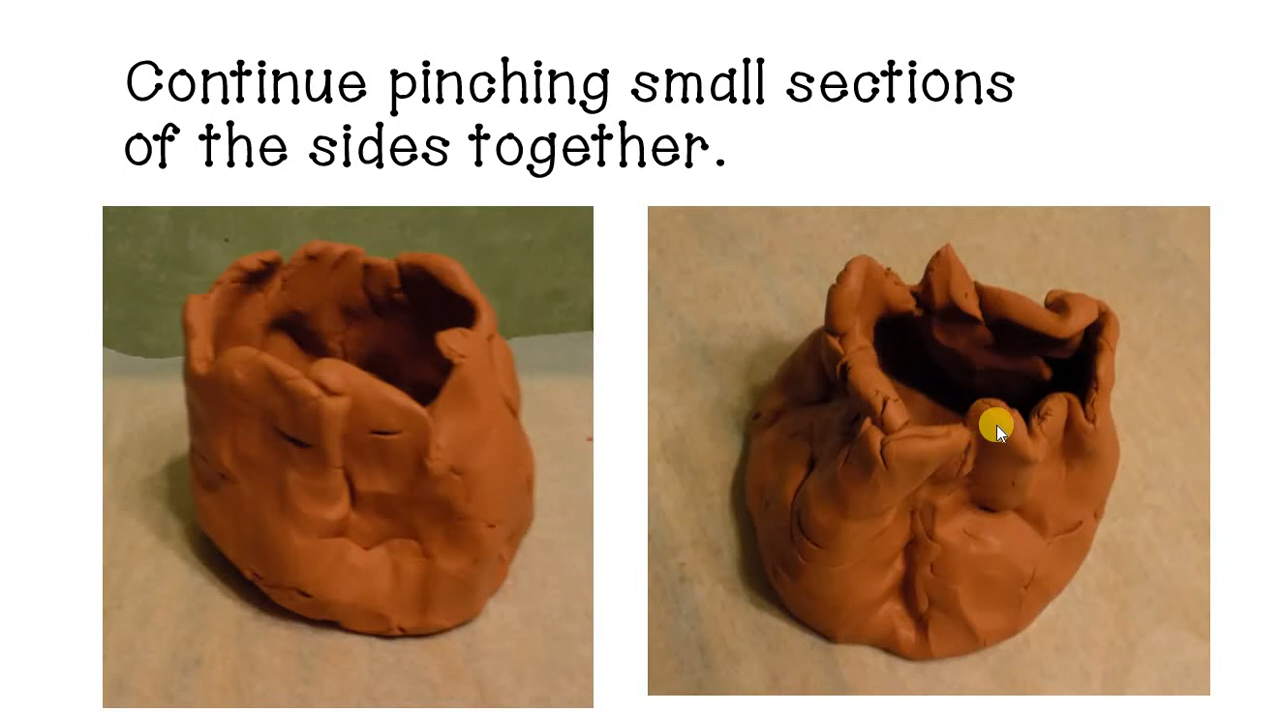 Continue pinching small sections
of the sides together.